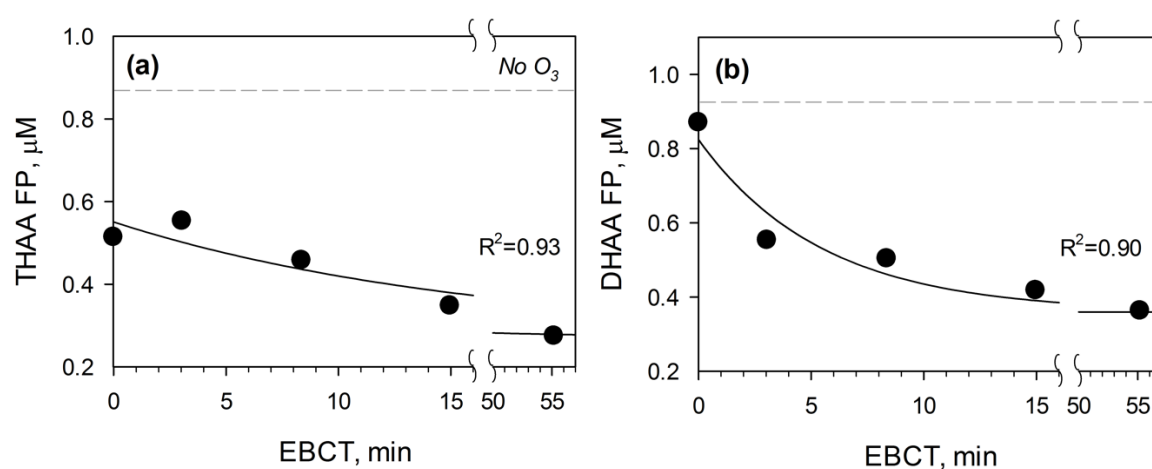 (a)
No O3
1.0
0.8
0.6
0.4
0.2
THAA FP, μM
R2=0.93
0 5 10 15 50 55
EBCT, min
(b)
1.0
0.8
0.6
0.4
0.2
DHAA FP, μM
R2=0.90
0 5 10 15 50 55
EBCT, min